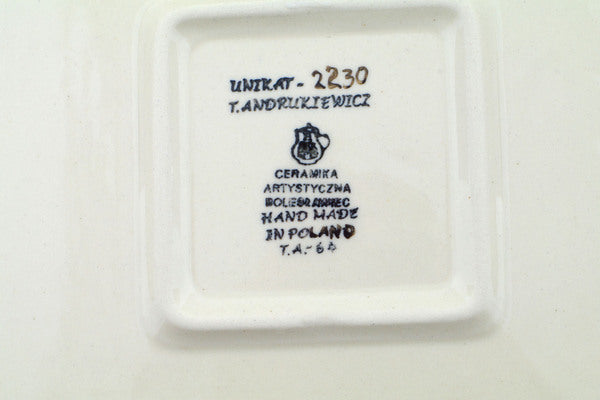 UNIKAT - 2230
T. ANDRUKIEWICZ
CERAMIKA
ARTYSTYCZNA
BOLESŁAWIEC
HAND MADE
IN POLAND
T.A.-64